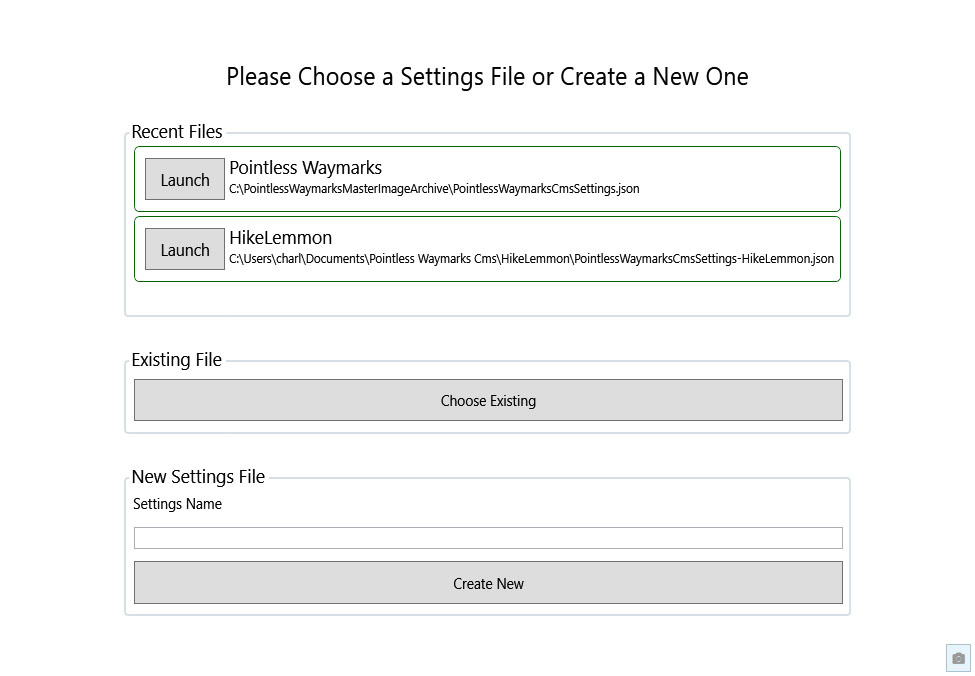 Please Choose a Settings File or Create a New One
Recent Files
Launch
Pointless Waymarks
C:\PointlessWaymarksMasterImageArchive\PointlessWaymarksCmsSettings.json
Launch
HikeLemmon
C:\Users\charl\Documents\Pointless Waymarks Cms\HikeLemmon\PointlessWaymarksCmsSettings-HikeLemmon.json
Existing File
Choose Existing
New Settings File
Settings Name
Create New